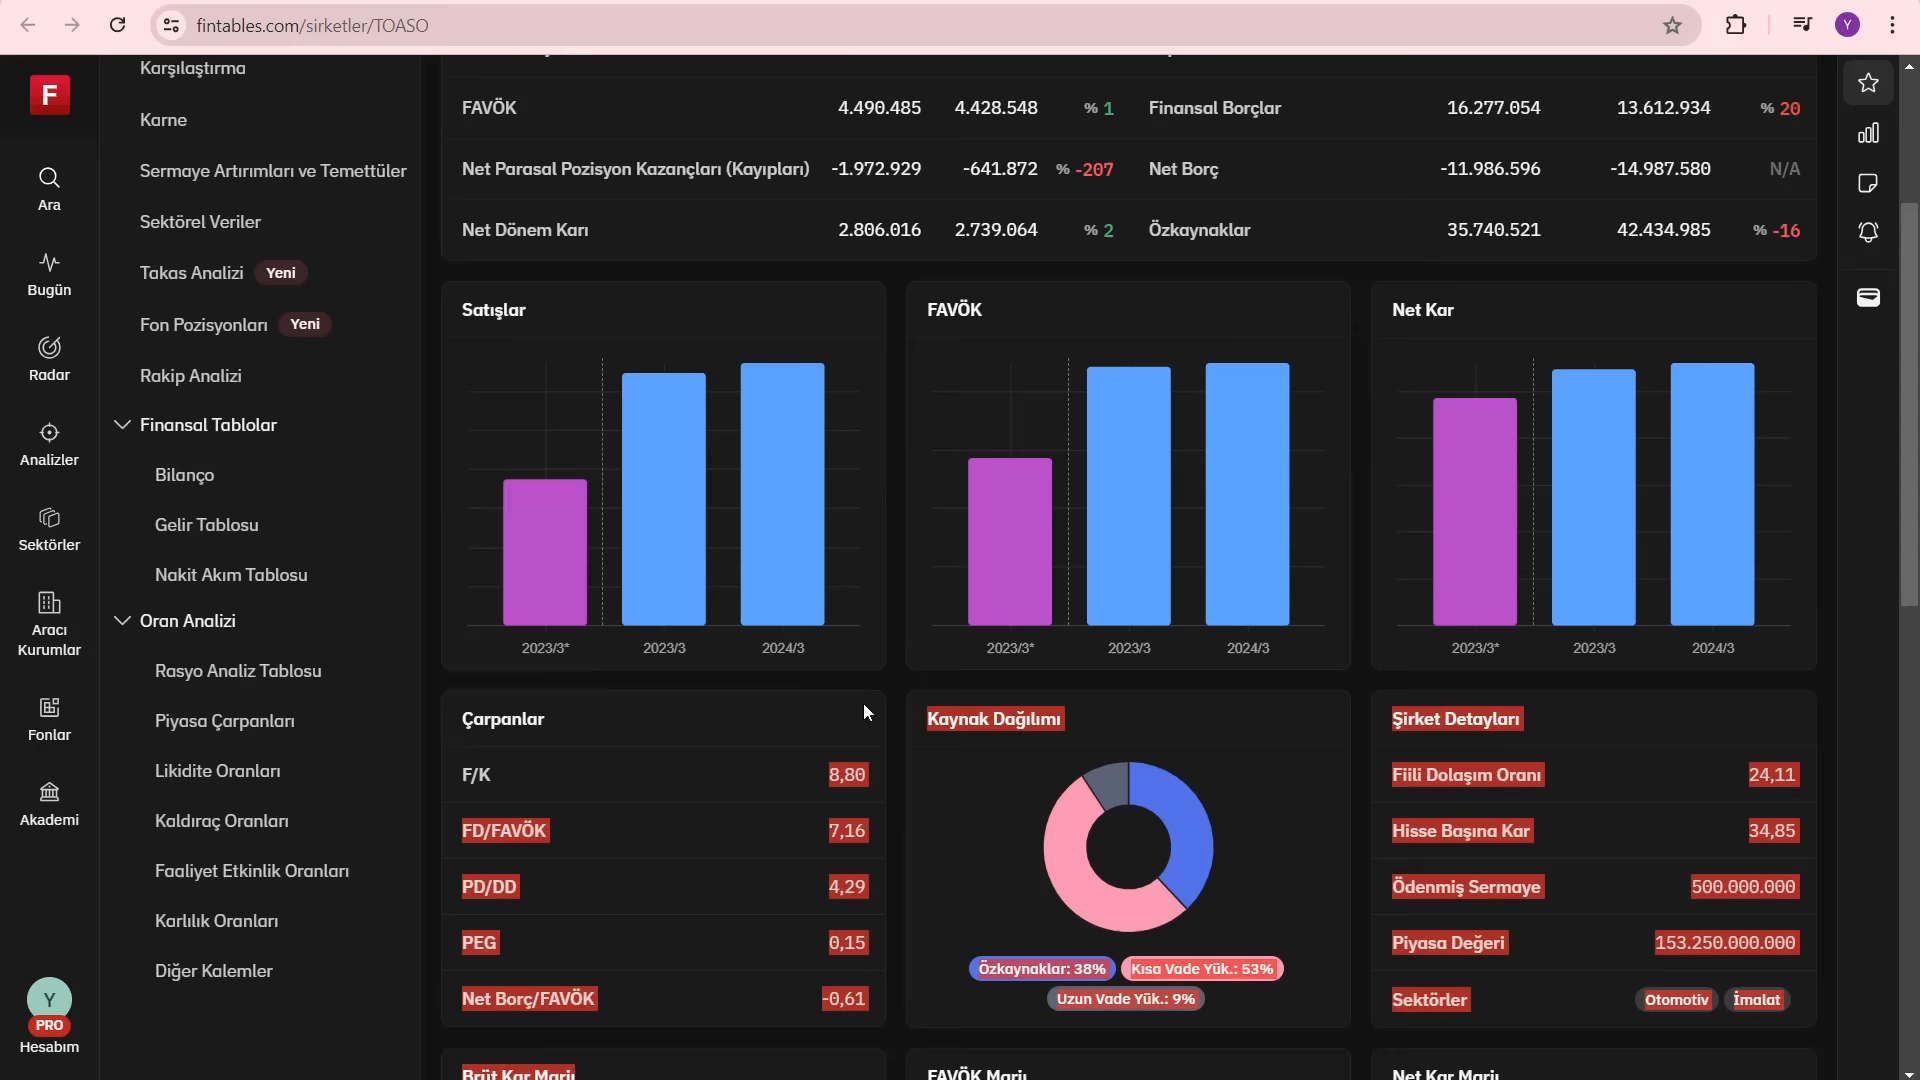 fintables.com/sirketler/TOASO
Y
F
Ara
Bugün
Radar
Analizler
Sektörler
Aracı
Kurumlar
Fonlar
Akademi
Y
PRO
Hesabım
Karşılaştırma
Karne
Sermaye Artırımları ve Temettüler
Sektörel Veriler
Takas Analizi Yeni
Fon Pozisyonları Yeni
Rakip Analizi
Finansal Tablolar
Bilanço
Gelir Tablosu
Nakit Akım Tablosu
Oran Analizi
Rasyo Analiz Tablosu
Piyasa Çarpanları
Likidite Oranları
Kaldıraç Oranları
Faaliyet Etkinlik Oranları
Karlılık Oranları
Diğer Kalemler
FAVÖK 4.490.485 4.428.548 % 1 Finansal Borçlar 16.277.054 13.612.934 % 20
Net Parasal Pozisyon Kazançları (Kayıpları) -1.972.929 -641.872 % -207 Net Borç -11.986.596 -14.987.580 N/A
Net Dönem Karı 2.806.016 2.739.064 % 2 Özkaynaklar 35.740.521 42.434.985 % -16
Satışlar
2023/3* 2023/3 2024/3
FAVÖK
2023/3* 2023/3 2024/3
Net Kar
2023/3* 2023/3 2024/3
Çarpanlar
F/K 8,80
FD/FAVÖK 7,16
PD/DD 4,29
PEG 0,15
Net Borç/FAVÖK -0,61
Kaynak Dağılımı
Özkaynaklar: 38% Kısa Vade Yük.: 53%
Uzun Vade Yük.: 9%
Şirket Detayları
Fiili Dolaşım Oranı 24,11
Hisse Başına Kar 34,85
Ödenmiş Sermaye 500.000.000
Piyasa Değeri 153.250.000.000
Sektörler Otomotiv İmalat
Brüt Kar Marjı
FAVÖK Marjı
Net Kar Marjı